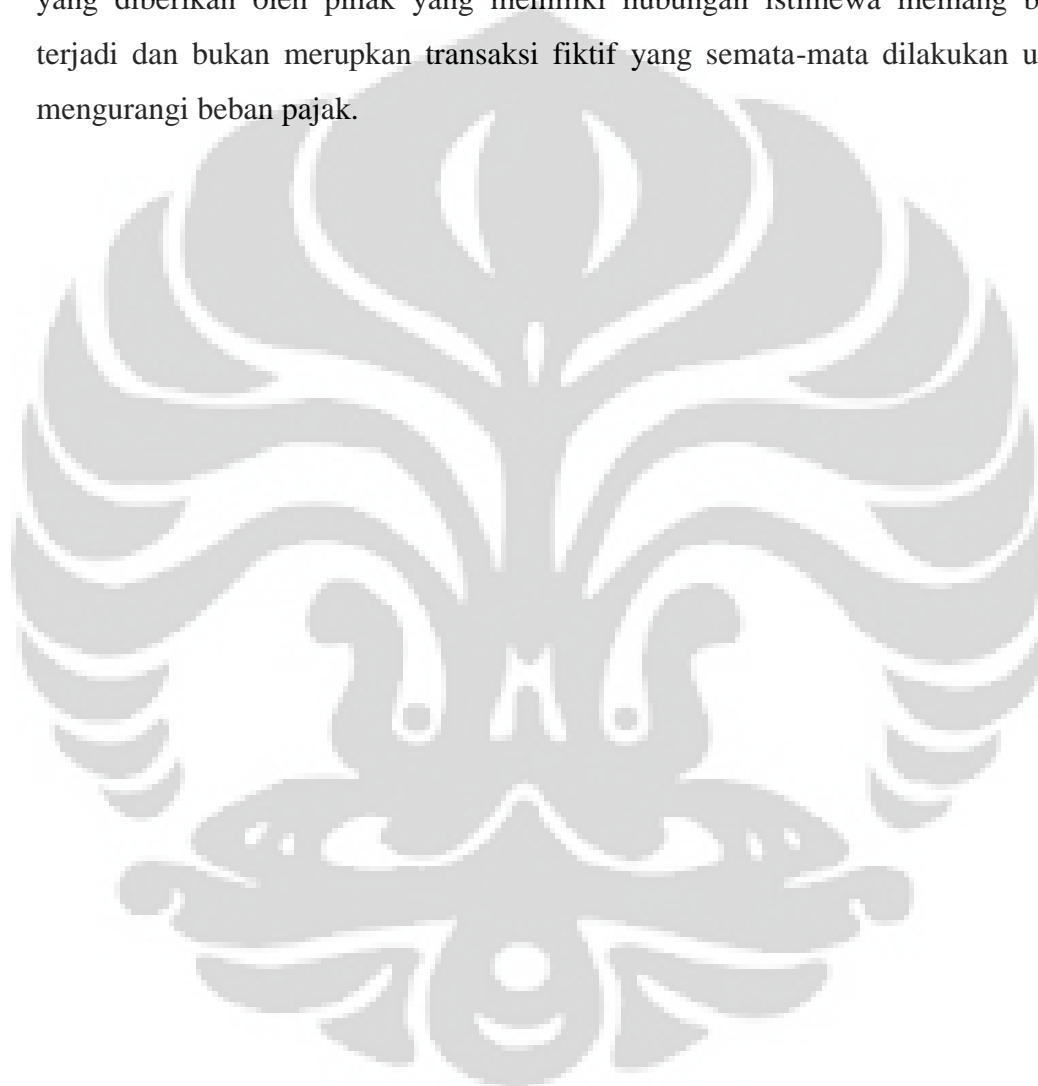 yang diberikan oleh pihak yang memiliki hubungan istimewa memang
terjadi dan bukan merupkan transaksi fiktif yang semata-mata dilakukan
mengurangi beban pajak.